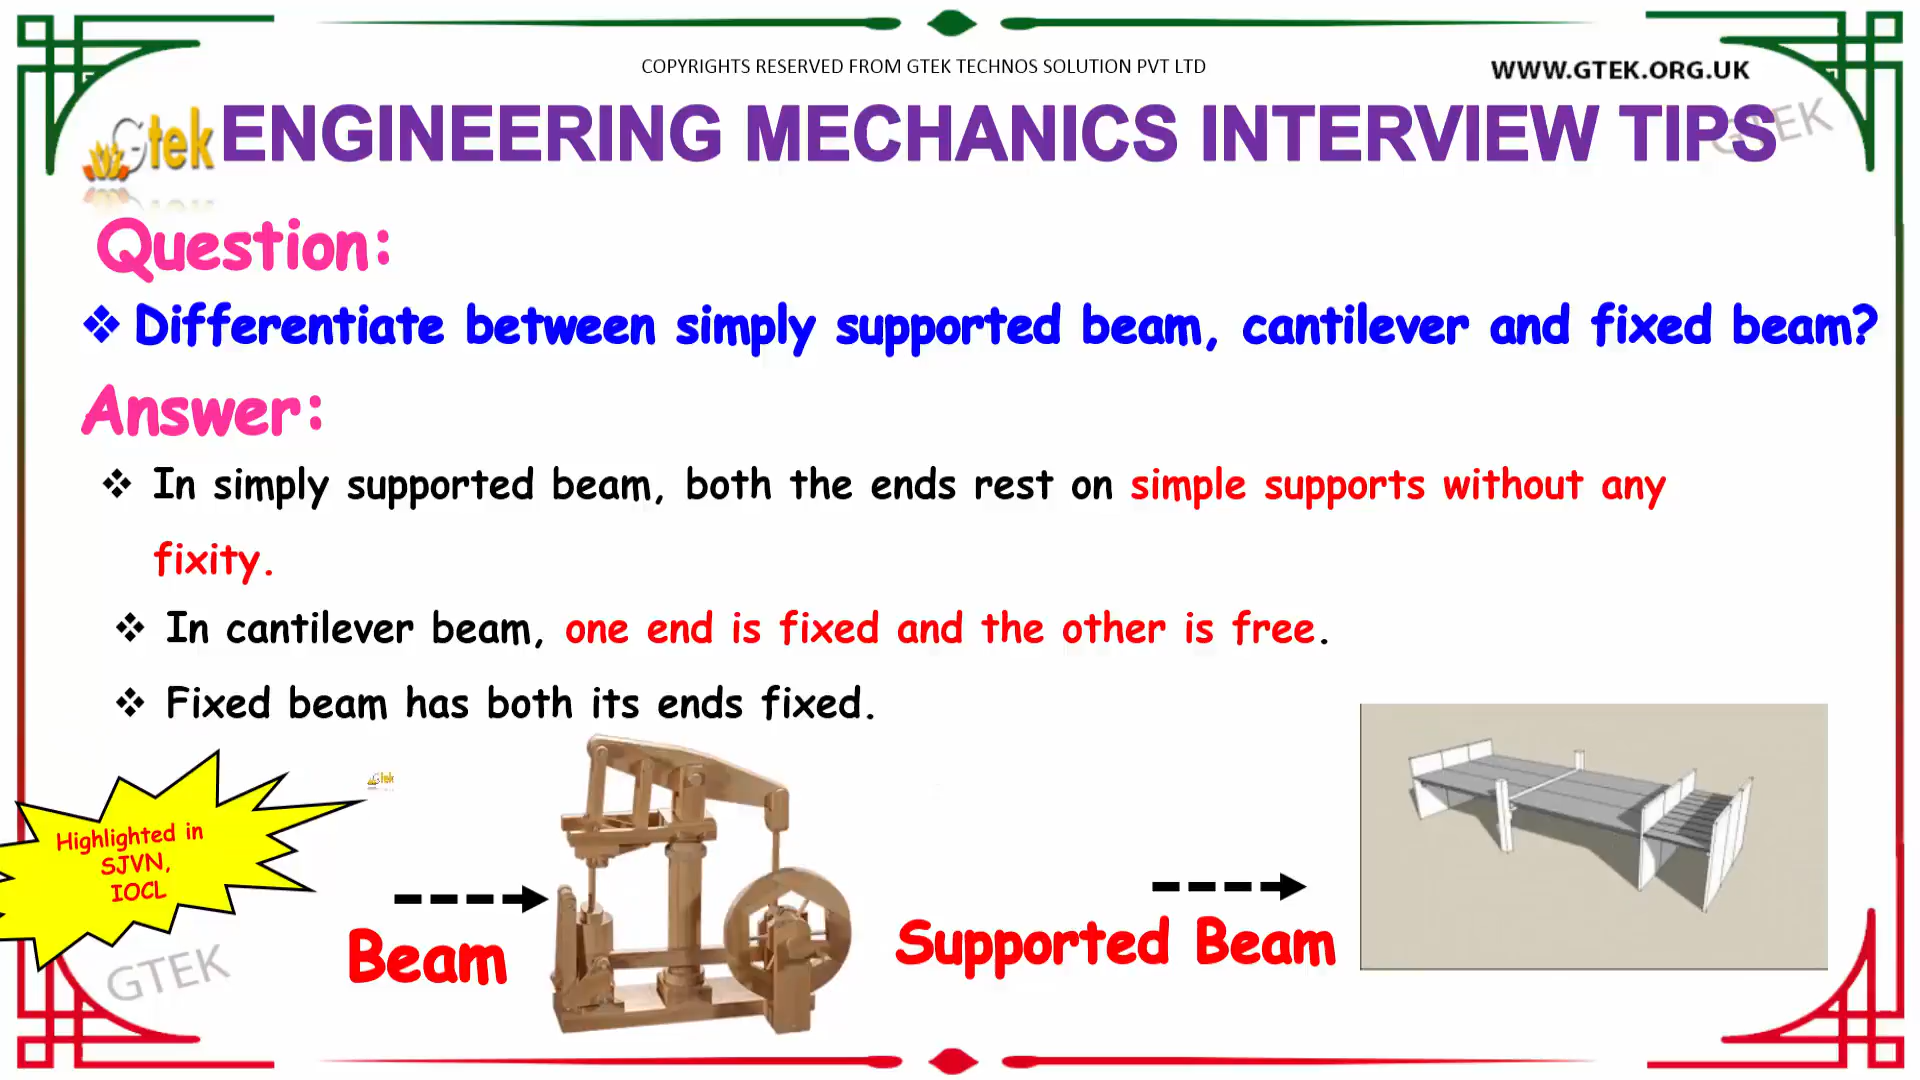 COPYRIGHTS RESERVED FROM GTEK TECHNOS SOLUTION PVT LTD
WWW.GTEK.ORG.UK
Gtek
ENGINEERING MECHANICS INTERVIEW TIPS
GTEK
Question:
❖ Differentiate between simply supported beam, cantilever and fixed beam?
Answer:
❖ In simply supported beam, both the ends rest on simple supports without any
fixity.
❖ In cantilever beam, one end is fixed and the other is free.
❖ Fixed beam has both its ends fixed.
Gtek
Highlighted in
SJVN,
IOCL
Beam
Supported Beam
GTEK